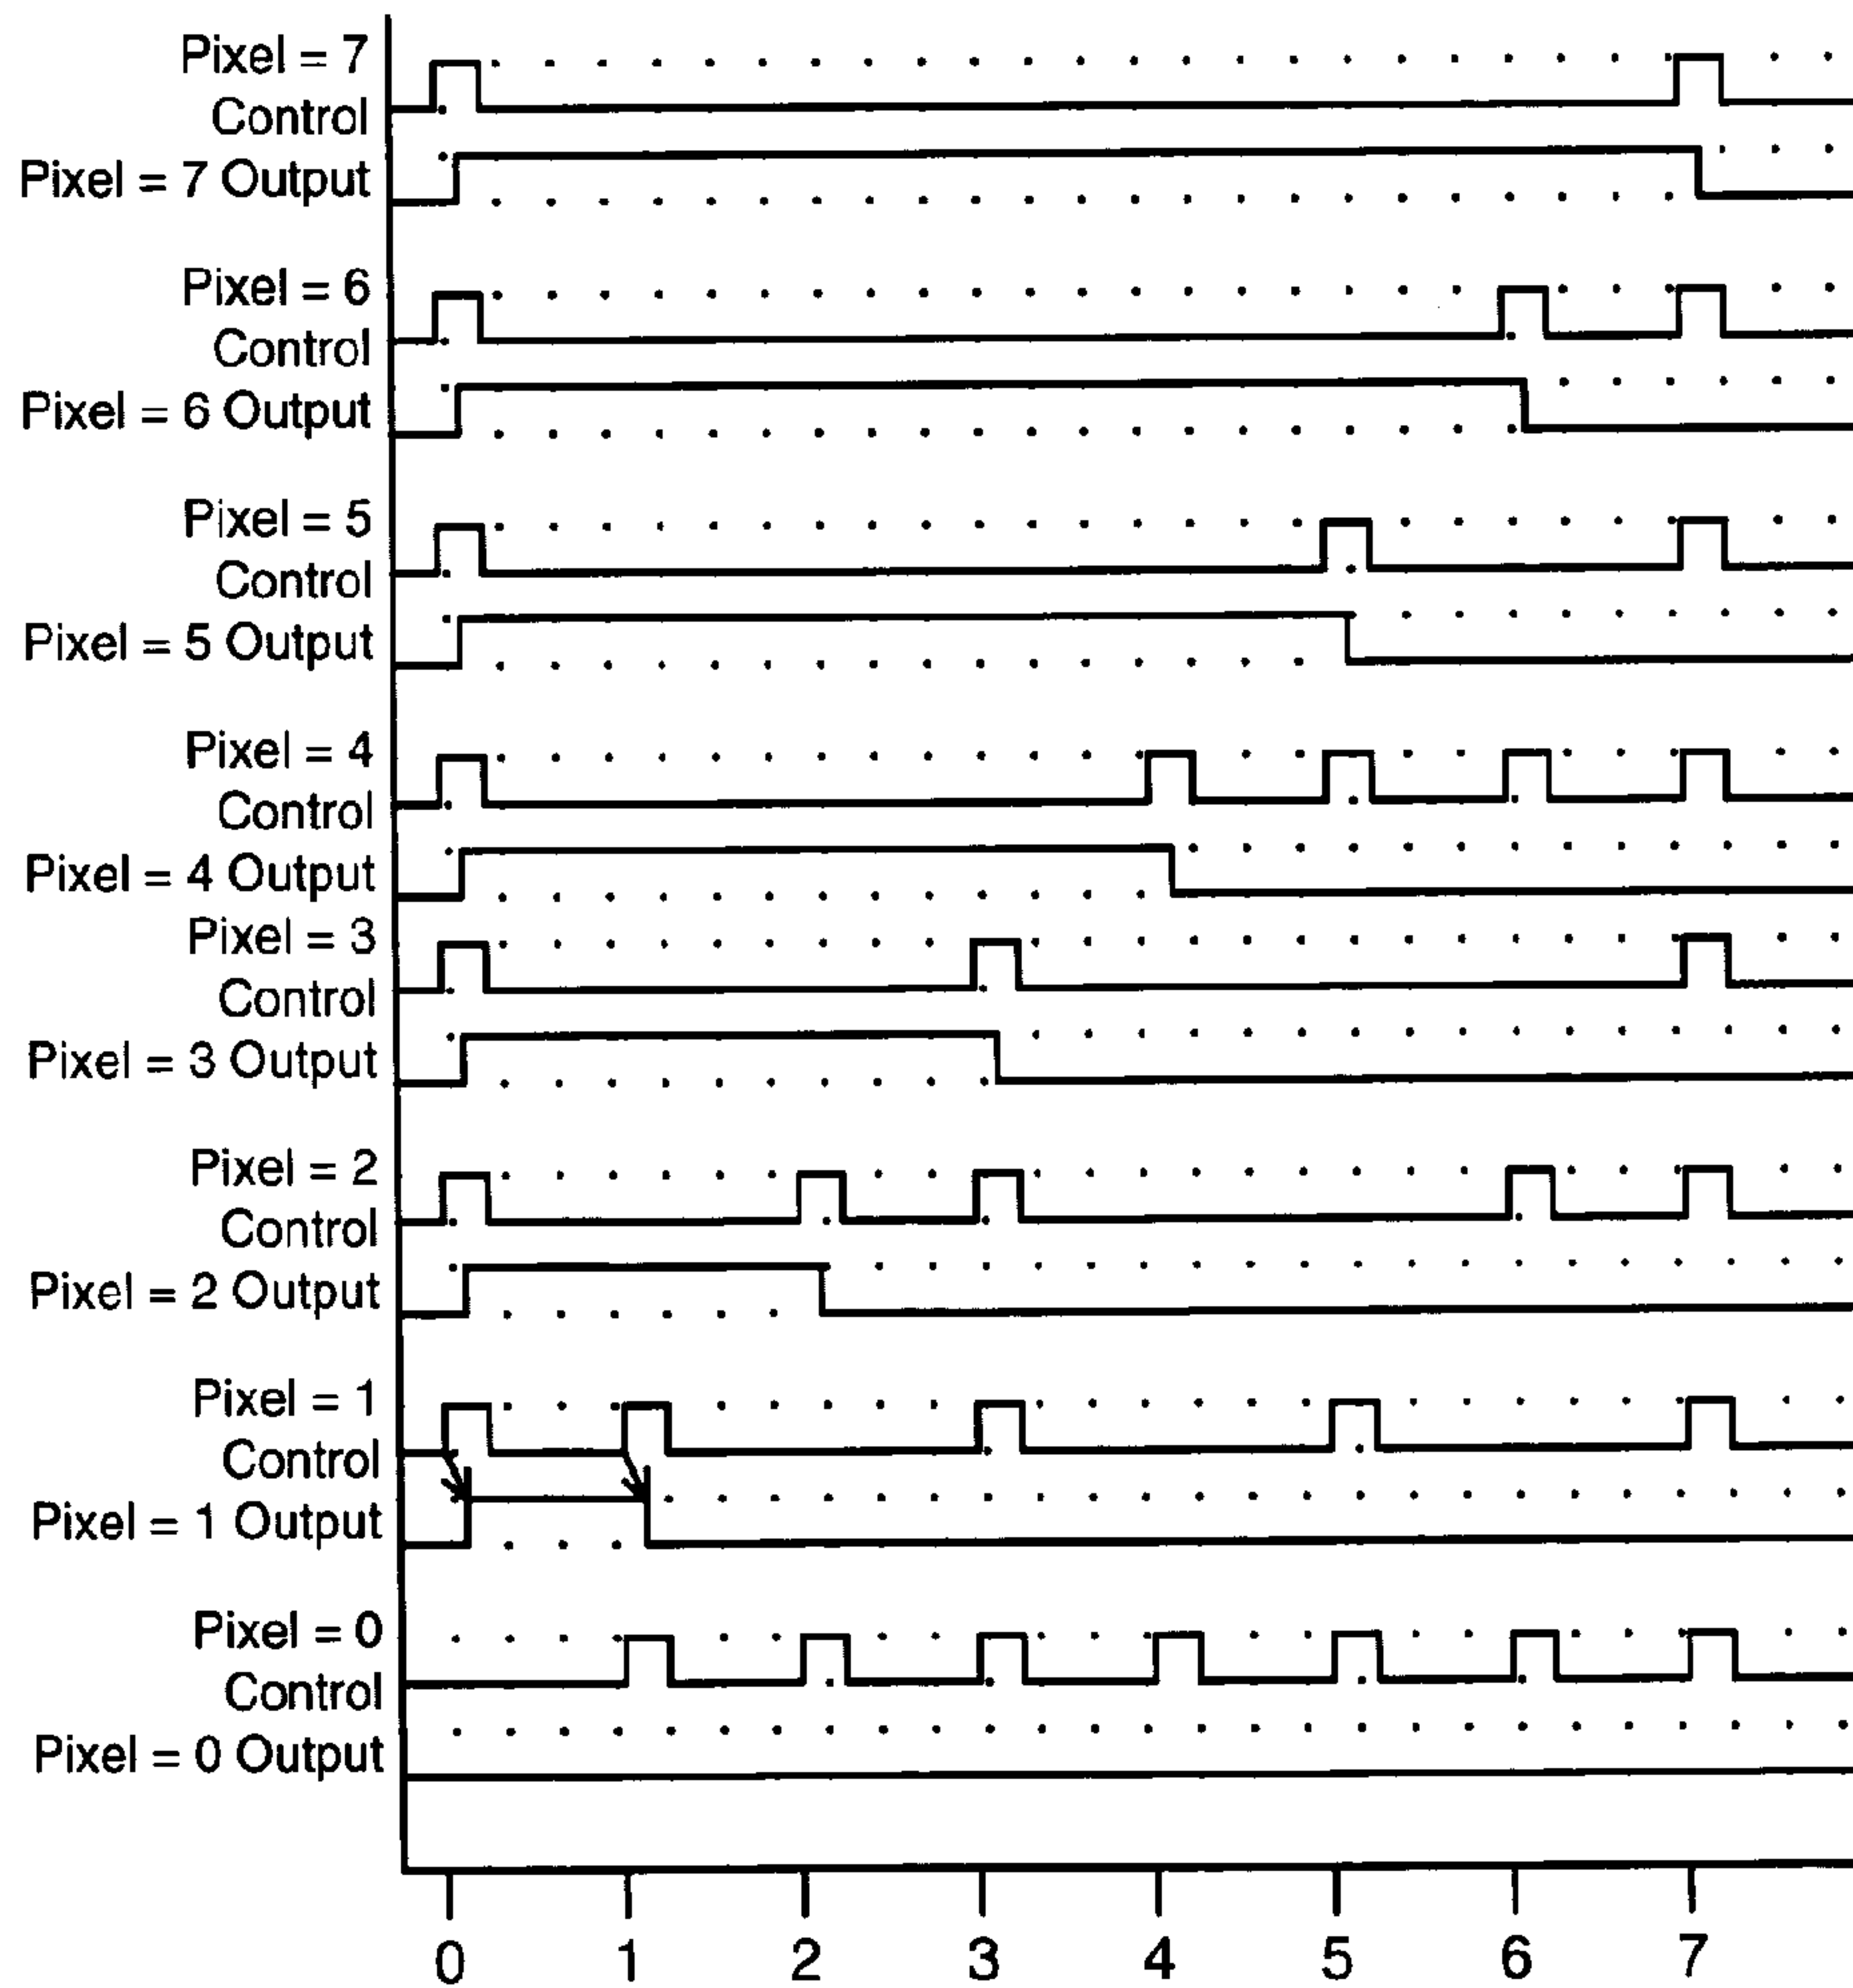 Pixel = 7
Control
Pixel = 7 Output
Pixel = 6
Control
Pixel = 6 Output
Pixel = 5
Control
Pixel = 5 Output
Pixel = 4
Control
Pixel = 4 Output
Pixel = 3
Control
Pixel = 3 Output
Pixel = 2
Control
Pixel = 2 Output
Pixel = 1
Control
Pixel = 1 Output
Pixel = 0
Control
Pixel = 0 Output
0 1 2 3 4 5 6 7